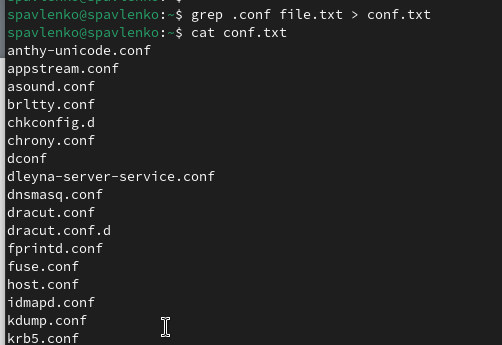 spavlenko@spavlenko:~$ grep .conf file.txt > conf.txt
spavlenko@spavlenko:~$ cat conf.txt
anthy-unicode.conf
appstream.conf
asound.conf
brltty.conf
chkconfig.d
chrony.conf
dconf
dleyna-server-service.conf
dnsmasq.conf
dracut.conf
dracut.conf.d
fprintd.conf
fuse.conf
host.conf
idmapd.conf
kdump.conf
krb5.conf